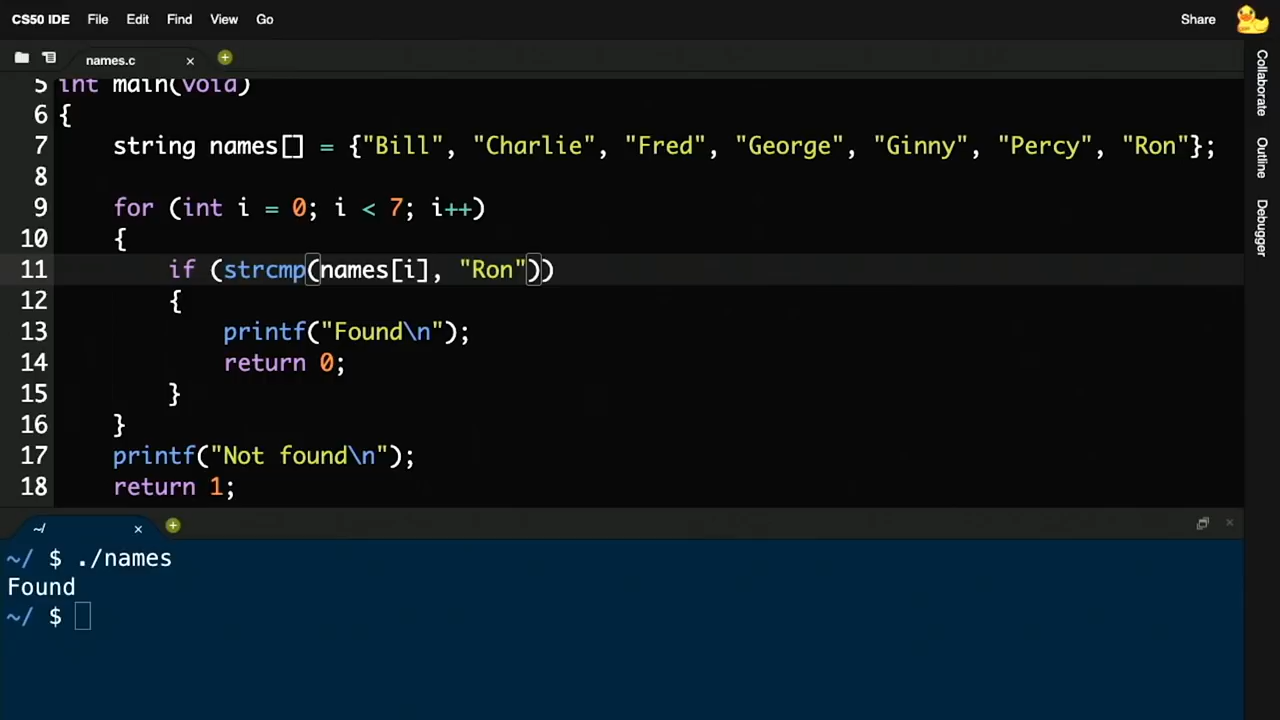 CS50 IDE File Edit Find View Go Share
names.c
5 int main(void)
6 {
7 string names[] = {"Bill", "Charlie", "Fred", "George", "Ginny", "Percy", "Ron"};
8
9 for (int i = 0; i < 7; i++)
10 {
11 if (strcmp(names[i], "Ron"))
12 {
13 printf("Found\n");
14 return 0;
15 }
16 }
17 printf("Not found\n");
18 return 1;
~/
~/ $ ./names
Found
~/ $
Collaborate
Outline
Debugger